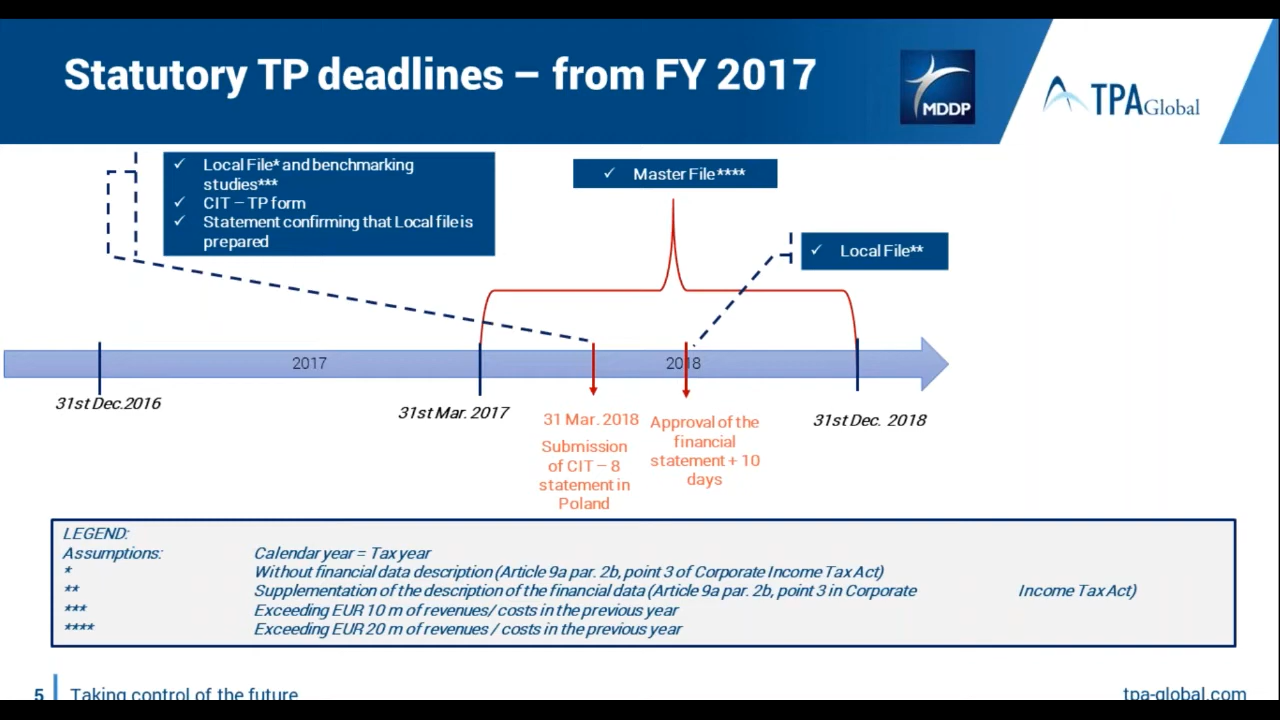 Statutory TP deadlines – from FY 2017
MDDP
TPA Global
✓ Local File* and benchmarking
studies***
✓ CIT – TP form
✓ Statement confirming that Local file is
prepared
✓ Master File****
✓ Local File**
2017
2018
31st Dec.2016
31st Mar. 2017
31 Mar. 2018
Submission
of CIT – 8
statement in
Poland
Approval of the
financial
statement + 10
days
31st Dec. 2018
LEGEND:
Assumptions: Calendar year = Tax year
* Without financial data description (Article 9a par. 2b, point 3 of Corporate Income Tax Act)
** Supplementation of the description of the financial data (Article 9a par. 2b, point 3 in Corporate Income Tax Act)
*** Exceeding EUR 10 m of revenues/ costs in the previous year
**** Exceeding EUR 20 m of revenues / costs in the previous year
5 Taking control of the future
tpa-global.com